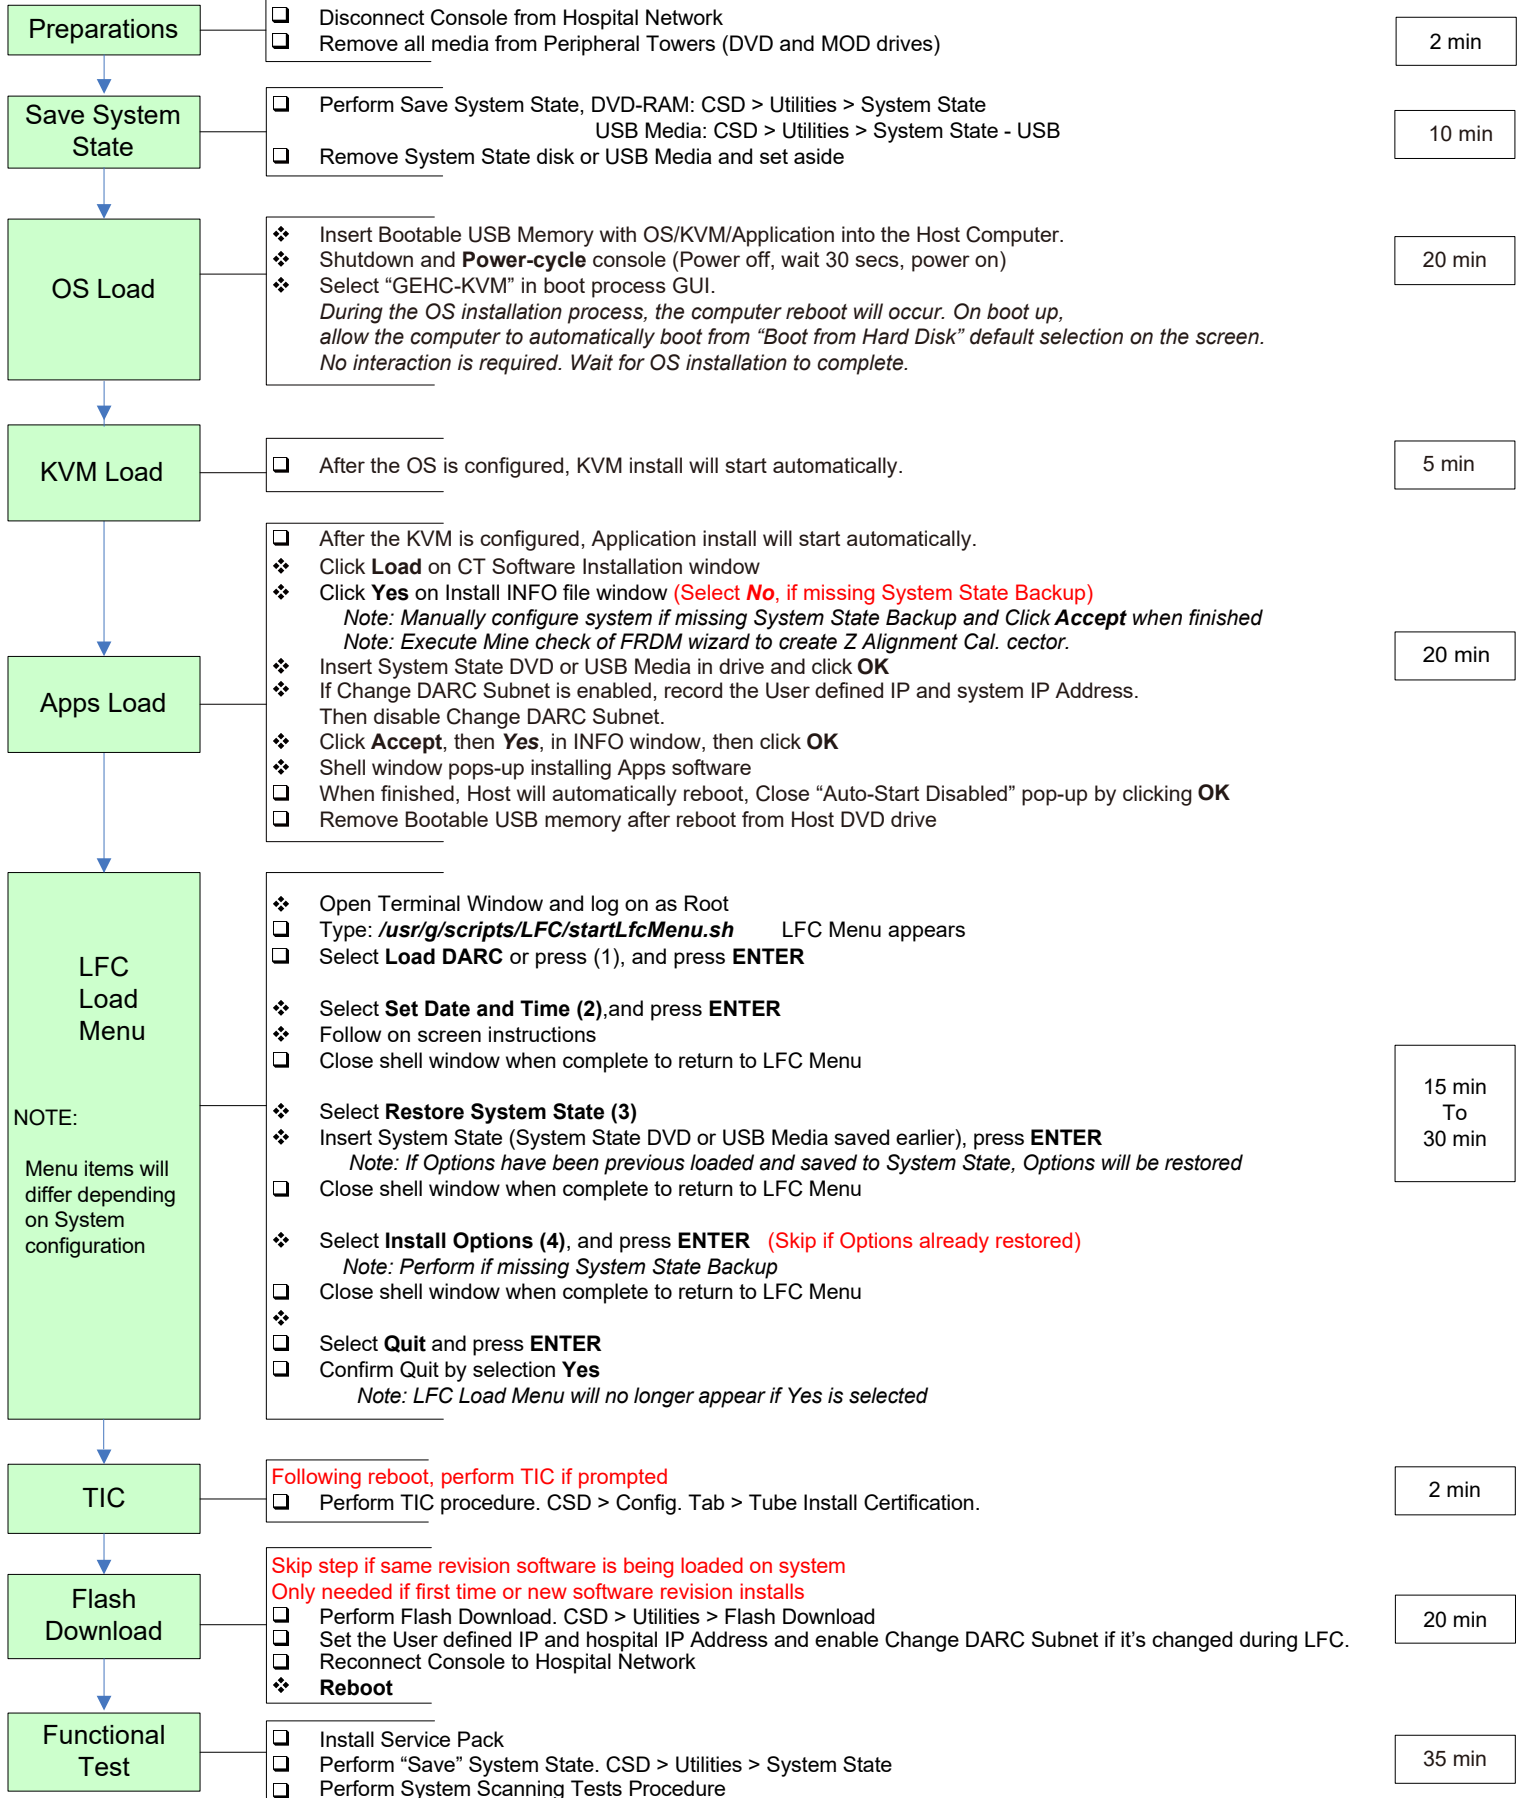 Preparations
Disconnect Console from Hospital Network
Remove all media from Peripheral Towers (DVD and MOD drives)
2 min
Save System
State
Perform Save System State, DVD-RAM: CSD > Utilities > System State
USB Media: CSD > Utilities > System State - USB
Remove System State disk or USB Media and set aside
10 min
OS Load
Insert Bootable USB Memory with OS/KVM/Application into the Host Computer.
Shutdown and Power-cycle console (Power off, wait 30 secs, power on)
Select “GEHC-KVM” in boot process GUI.
During the OS installation process, the computer reboot will occur. On boot up,
allow the computer to automatically boot from “Boot from Hard Disk” default selection on the screen.
No interaction is required. Wait for OS installation to complete.
20 min
KVM Load
After the OS is configured, KVM install will start automatically.
5 min
Apps Load
After the KVM is configured, Application install will start automatically.
Click Load on CT Software Installation window
Click Yes on Install INFO file window (Select No, if missing System State Backup)
Note: Manually configure system if missing System State Backup and Click Accept when finished
Note: Execute Mine check of FRDM wizard to create Z Alignment Cal. cector.
Insert System State DVD or USB Media in drive and click OK
If Change DARC Subnet is enabled, record the User defined IP and system IP Address.
Then disable Change DARC Subnet.
Click Accept, then Yes, in INFO window, then click OK
Shell window pops-up installing Apps software
When finished, Host will automatically reboot, Close “Auto-Start Disabled” pop-up by clicking OK
Remove Bootable USB memory after reboot from Host DVD drive
20 min
LFC
Load
Menu
NOTE:
Menu items will
differ depending
on System
configuration
Open Terminal Window and log on as Root
Type: /usr/g/scripts/LFC/startLfcMenu.sh LFC Menu appears
Select Load DARC or press (1), and press ENTER
Select Set Date and Time (2),and press ENTER
Follow on screen instructions
Close shell window when complete to return to LFC Menu
Select Restore System State (3)
Insert System State (System State DVD or USB Media saved earlier), press ENTER
Note: If Options have been previous loaded and saved to System State, Options will be restored
Close shell window when complete to return to LFC Menu
Select Install Options (4), and press ENTER (Skip if Options already restored)
Note: Perform if missing System State Backup
Close shell window when complete to return to LFC Menu
Select Quit and press ENTER
Confirm Quit by selection Yes
Note: LFC Load Menu will no longer appear if Yes is selected
15 min
To
30 min
TIC
Following reboot, perform TIC if prompted
Perform TIC procedure. CSD > Config. Tab > Tube Install Certification.
2 min
Flash
Download
Skip step if same revision software is being loaded on system
Only needed if first time or new software revision installs
Perform Flash Download. CSD > Utilities > Flash Download
Set the User defined IP and hospital IP Address and enable Change DARC Subnet if it's changed during LFC.
Reconnect Console to Hospital Network
Reboot
20 min
Functional
Test
Install Service Pack
Perform “Save” System State. CSD > Utilities > System State
Perform System Scanning Tests Procedure
35 min